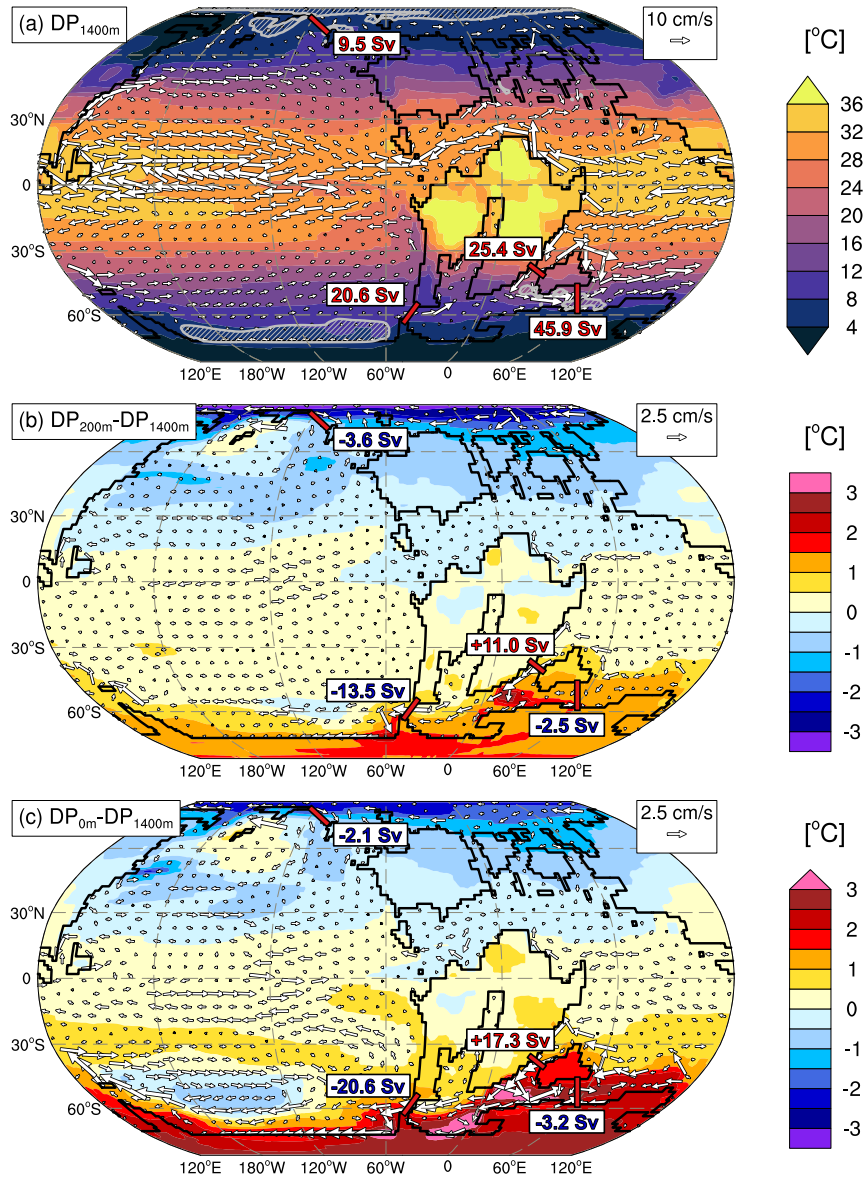 (a) DP1400m
9.5 Sv
10 cm/s
[°C]
36
32
28
24
20
16
12
8
4
30°N
0
30°S
60°S
25.4 Sv
20.6 Sv
45.9 Sv
120°E 180°W 120°W 60°W 0 60°E 120°E
(b) DP200m-DP1400m
-3.6 Sv
2.5 cm/s
[°C]
3
2
1
0
-1
-2
-3
30°N
0
30°S
60°S
+11.0 Sv
-13.5 Sv
-2.5 Sv
120°E 180°W 120°W 60°W 0 60°E 120°E
(c) DP0m-DP1400m
-2.1 Sv
2.5 cm/s
[°C]
3
2
1
0
-1
-2
-3
30°N
0
30°S
60°S
+17.3 Sv
-20.6 Sv
-3.2 Sv
120°E 180°W 120°W 60°W 0 60°E 120°E